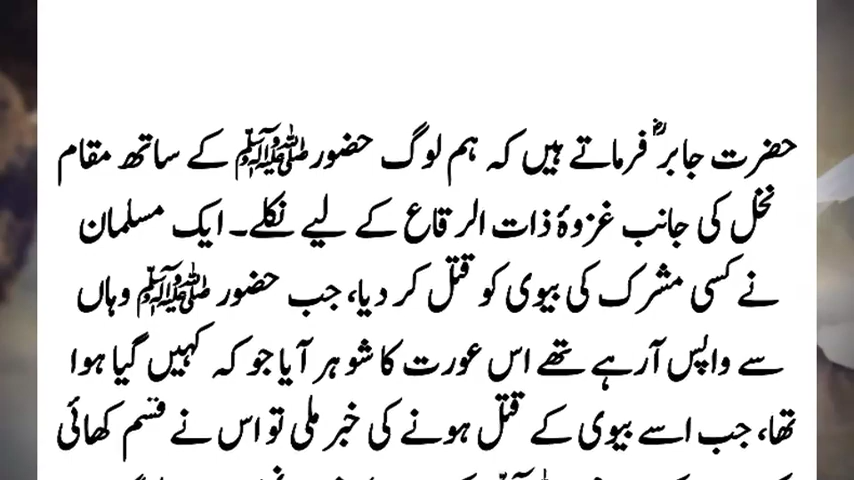 حضرت جابرؓ فرماتے ہیں کہ ہم لوگ حضور ﷺ کے ساتھ مقام
نخل کی جانب غزوۂ ذات الرقاع کے لیے نکلے۔ ایک مسلمان
نے کسی مشرک کی بیوی کو قتل کر دیا، جب حضور ﷺ وہاں
سے واپس آرہے تھے اس عورت کا شوہر آیا جو کہ کہیں گیا ہوا
تھا، جب اسے بیوی کے قتل ہونے کی خبر ملی تو اس نے قسم کھائی